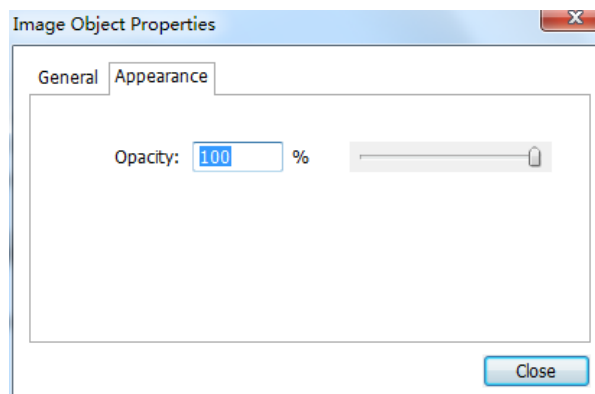 Image Object Properties
General Appearance
Opacity: 100 %
Close